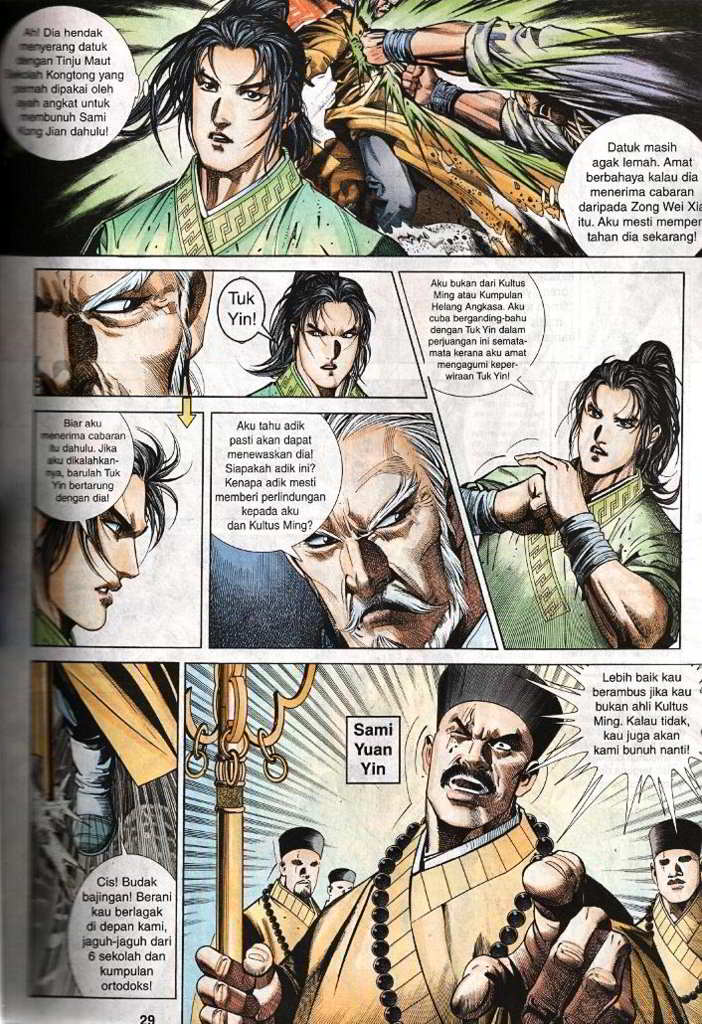 Ah! Dia hendak
menyerang datuk
dengan Tinju Maut
Sekolah Kongtong yang
pernah dipakai oleh
ayah angkat untuk
membunuh Sami
Kong Jian dahulu!
Datuk masih
agak lemah. Amat
berbahaya kalau dia
menerima cabaran
daripada Zong Wei Xia
itu. Aku mesti memper
tahan dia sekarang!
Tuk
Yin!
Aku bukan dari Kultus
Ming atau Kumpulan
Helang Angkasa. Aku
cuba berganding-bahu
dengan Tuk Yin dalam
perjuangan ini semata-
mata kerana aku amat
mengagumi keper-
wiraan Tuk Yin!
Biar aku
menerima cabaran
itu dahulu. Jika
aku dikalahkan-
nya, barulah Tuk
Yin bertarung
dengan dia!
Aku tahu adik
pasti akan dapat
menewaskan dia!
Siapakah adik ini?
Kenapa adik mesti
memberi perlindungan
kepada aku
dan Kultus Ming?
Cis! Budak
bajingan! Berani
kau berlagak
di depan kami,
jaguh-jaguh dari
6 sekolah dan
kumpulan
ortodoks!
Sami
Yuan
Yin
Lebih baik kau
berambus jika kau
bukan ahli Kultus
Ming. Kalau tidak,
kau juga akan
kami bunuh nanti!
29